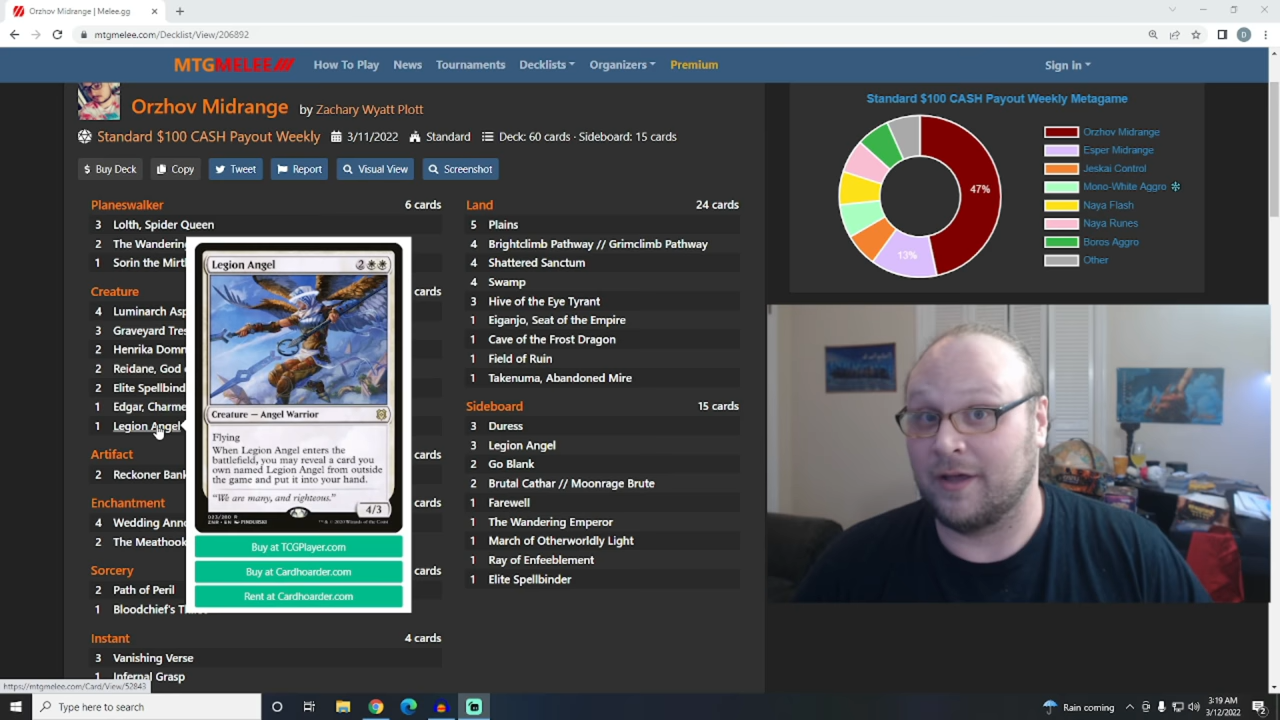 Orzhov Midrange | Melee.gg
mtgmelee.com/Decklist/View/206892
MTGMELEE How To Play News Tournaments Decklists Organizers Premium Sign in
Orzhov Midrange by Zachary Wyatt Plott
Standard $100 CASH Payout Weekly 3/11/2022 Standard Deck: 60 cards · Sideboard: 15 cards
$ Buy Deck Copy Tweet Report Visual View Screenshot
Planeswalker 6 cards
3 Lolth, Spider Queen
2 The Wandering
1 Sorin the Mirt
Creature cards
4 Luminarch Asp
3 Graveyard Tres
2 Henrika Domn
2 Reidane, God
2 Elite Spellbind
1 Edgar, Charme
1 Legion Angel
Artifact cards
2 Reckoner Bank
Enchantment cards
4 Wedding Anno
2 The Meathook
Sorcery cards
2 Path of Peril
1 Bloodchief's T
Instant 4 cards
3 Vanishing Verse
1 Infernal Grasp
Legion Angel 2
Creature — Angel Warrior
Flying
When Legion Angel enters the
battlefield, you may reveal a card you
own named Legion Angel from outside
the game and put it into your hand.
"We are many, and righteous."
4/3
Buy at TCGPlayer.com
Buy at Cardhoarder.com
Rent at Cardhoarder.com
Land 24 cards
5 Plains
4 Brightclimb Pathway // Grimclimb Pathway
4 Shattered Sanctum
4 Swamp
3 Hive of the Eye Tyrant
1 Eiganjo, Seat of the Empire
1 Cave of the Frost Dragon
1 Field of Ruin
1 Takenuma, Abandoned Mire
Sideboard 15 cards
3 Duress
3 Legion Angel
2 Go Blank
2 Brutal Cathar // Moonrage Brute
1 Farewell
1 The Wandering Emperor
1 March of Otherworldly Light
1 Ray of Enfeeblement
1 Elite Spellbinder
Standard $100 CASH Payout Weekly Metagame
47%
13%
Orzhov Midrange
Esper Midrange
Jeskai Control
Mono-White Aggro
Naya Flash
Naya Runes
Boros Aggro
Other
https://mtgmelee.com/Card/View/52843
Type here to search
Rain coming
3:19 AM
3/12/2022